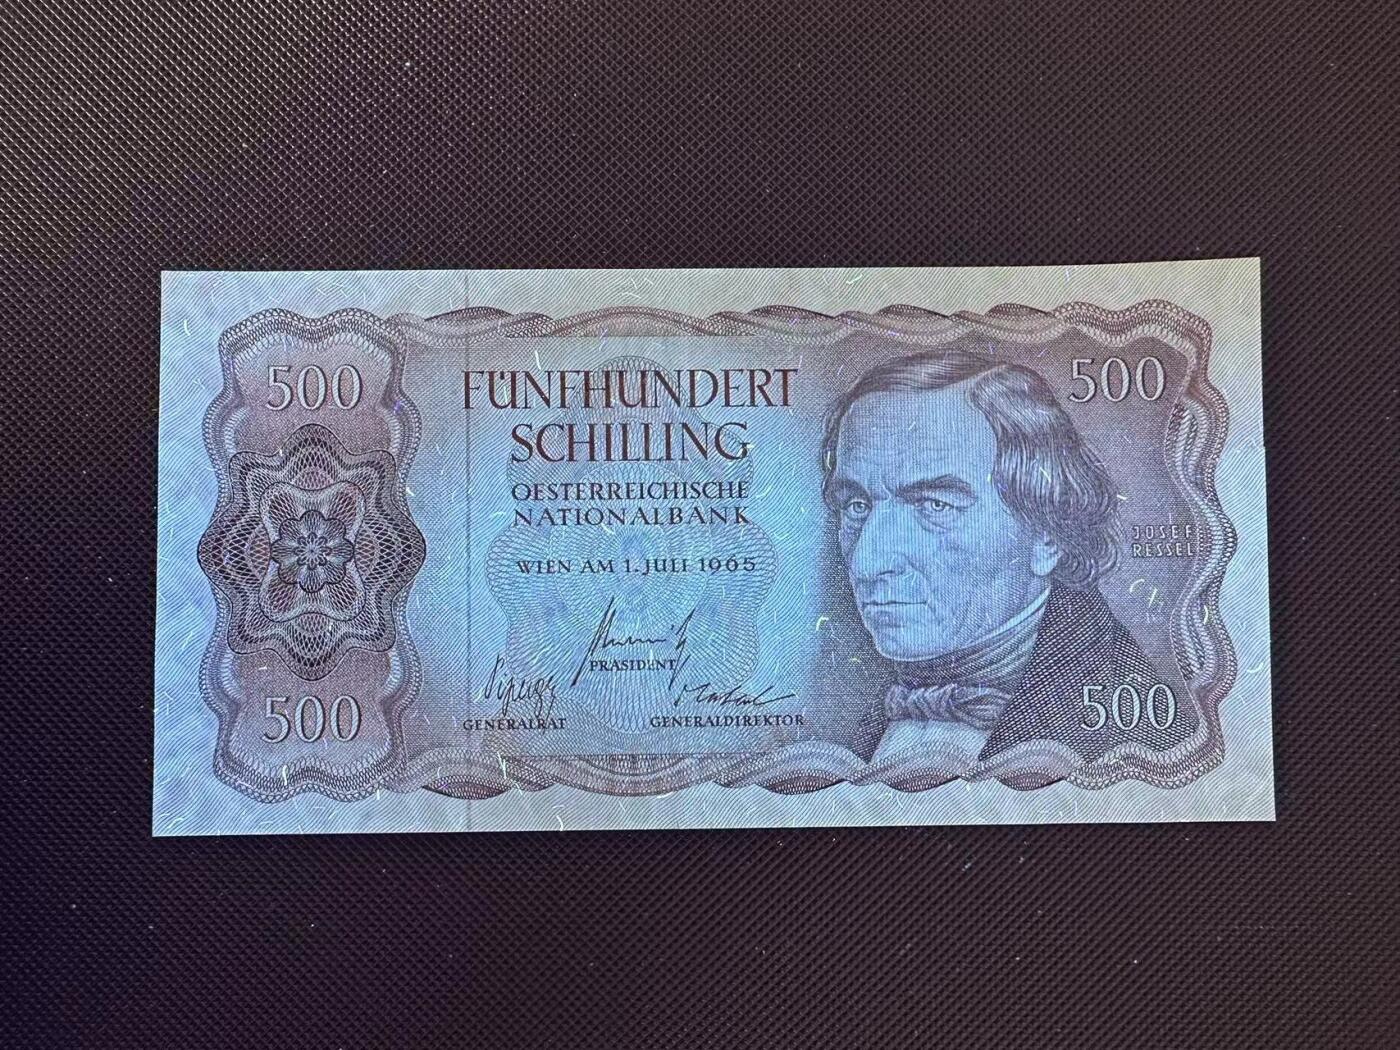 500
500
FÜNFHUNDERT
SCHILLING
OESTERREICHISCHE
NATIONALBANK
WIEN AM 1. JULI 1965
JOSEF
RESSEL
PRÄSIDENT
GENERALRAT
GENERALDIREKTOR
500
500